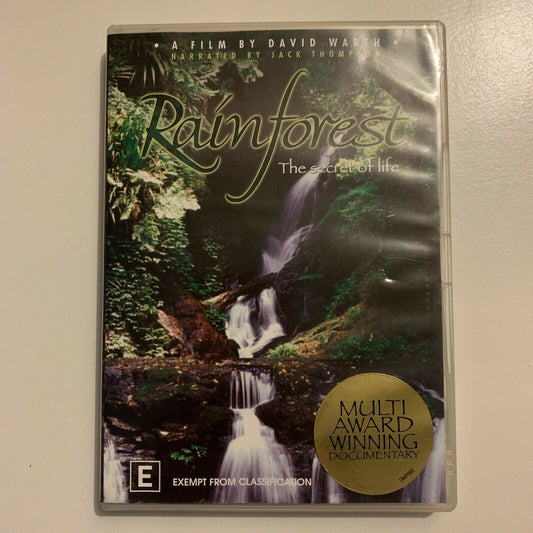 • A FILM BY DAVID WARTH •
NARRATED BY JACK THOMPSON
Rainforest
The secret of life
MULTI
AWARD
WINNING
DOCUMENTARY
E
EXEMPT FROM CLASSIFICATION